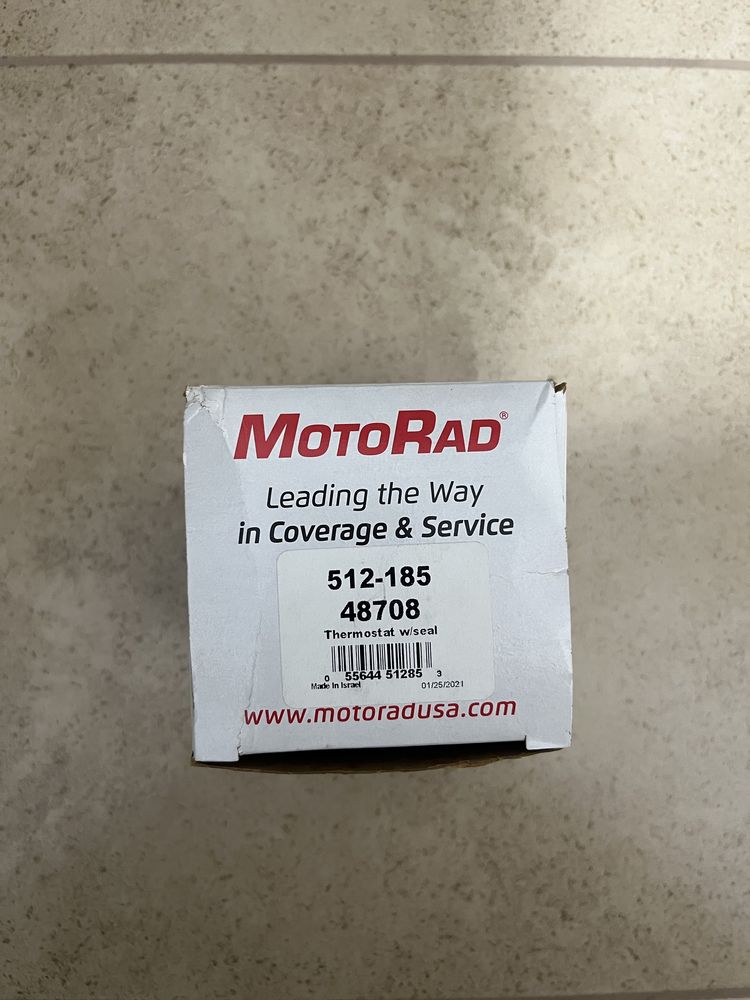 MOTORAD®
Leading the Way
in Coverage & Service
512-185
48708
Thermostat w/seal
0 55644 51285 3
Made In Israel 01/25/2021
www.motoradusa.com